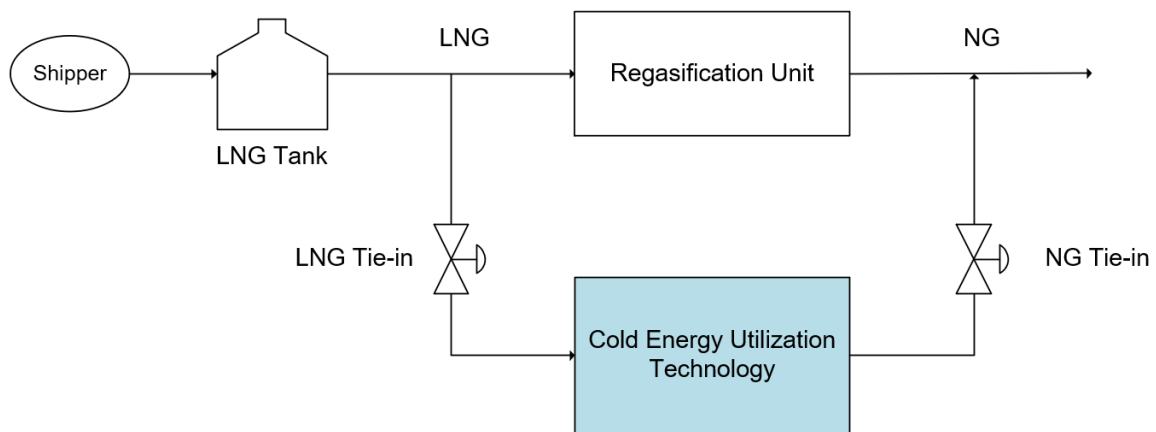 LNG
NG
Shipper
Regasification Unit
LNG Tank
LNG Tie-in
NG Tie-in
Cold Energy Utilization
Technology